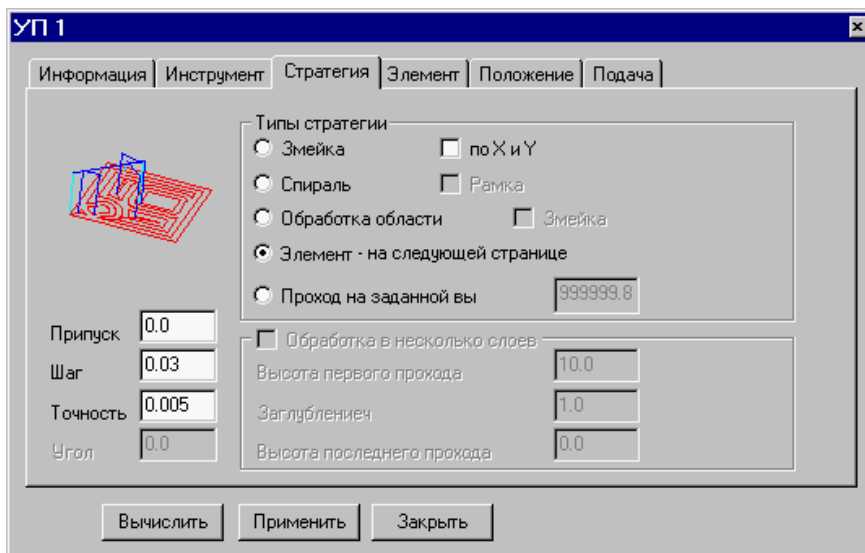 УП 1
Информация Инструмент Стратегия Элемент Положение Подача
Типы стратегии
Змейка по X и Y
Спираль Рамка
Обработка области Змейка
Элемент - на следующей странице
Проход на заданной вы 999999.8
Припуск 0.0
Шаг 0.03
Точность 0.005
Угол 0.0
Обработка в несколько слоев
Высота первого прохода 10.0
Заглублениеч 1.0
Высота последнего прохода 0.0
Вычислить Применить Закрыть